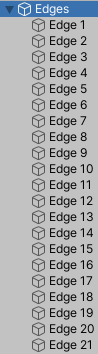 Edges
Edge 1
Edge 2
Edge 3
Edge 4
Edge 5
Edge 6
Edge 7
Edge 8
Edge 9
Edge 10
Edge 11
Edge 12
Edge 13
Edge 14
Edge 15
Edge 16
Edge 17
Edge 18
Edge 19
Edge 20
Edge 21